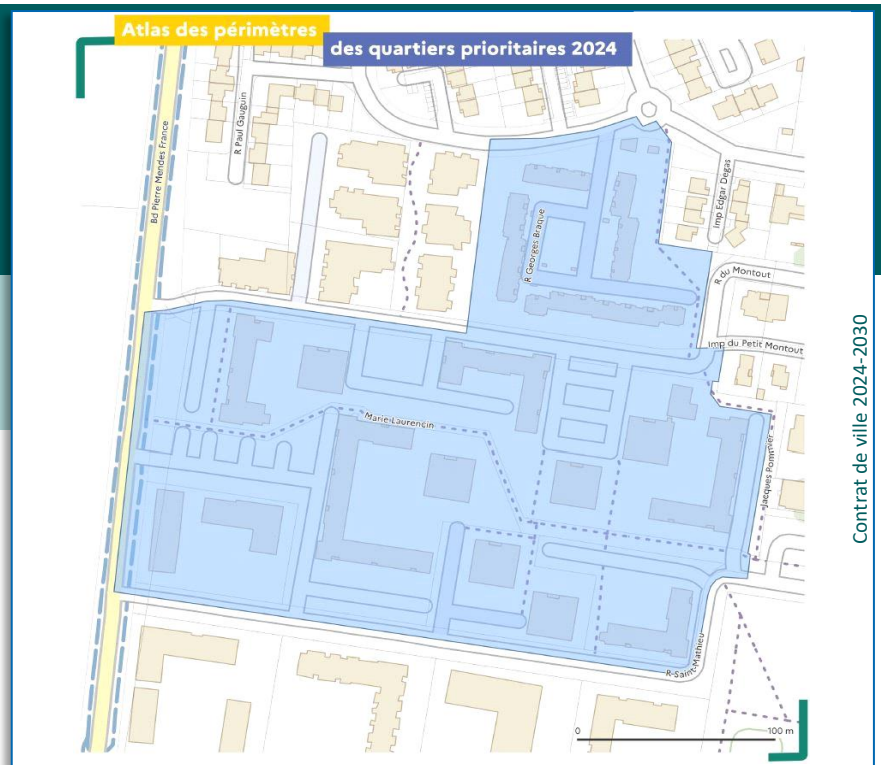 Atlas des périmètres
des quartiers prioritaires 2024
R Paul Gauguin
Bd Pierre Mendes France
Imp Edgar Degas
R Georges Braque
R du Montout
Imp du Petit Montout
Marie-Laurencin
Jacques Pommier
R-Saint-Mathieu
0
100 m
Contrat de ville 2024-2030